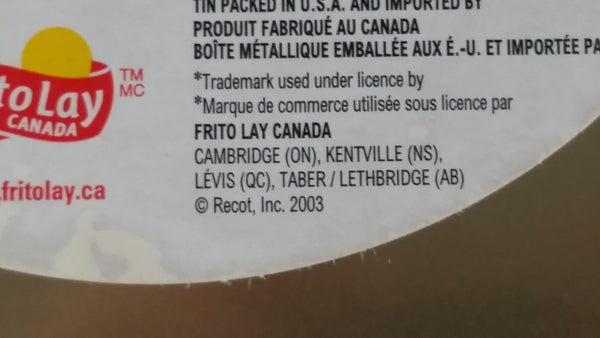 TIN PACKED IN U.S.A. AND IMPORTED BY
PRODUIT FABRIQUÉ AU CANADA
BOÎTE MÉTALLIQUE EMBALLÉE AUX É.-U. ET IMPORTÉE PA
*Trademark used under licence by
*Marque de commerce utilisée sous licence par
FRITO LAY CANADA
CAMBRIDGE (ON), KENTVILLE (NS),
LÉVIS (QC), TABER / LETHBRIDGE (AB)
© Recot, Inc. 2003
ito Lay
CANADA
TM
MC
.fritolay.ca